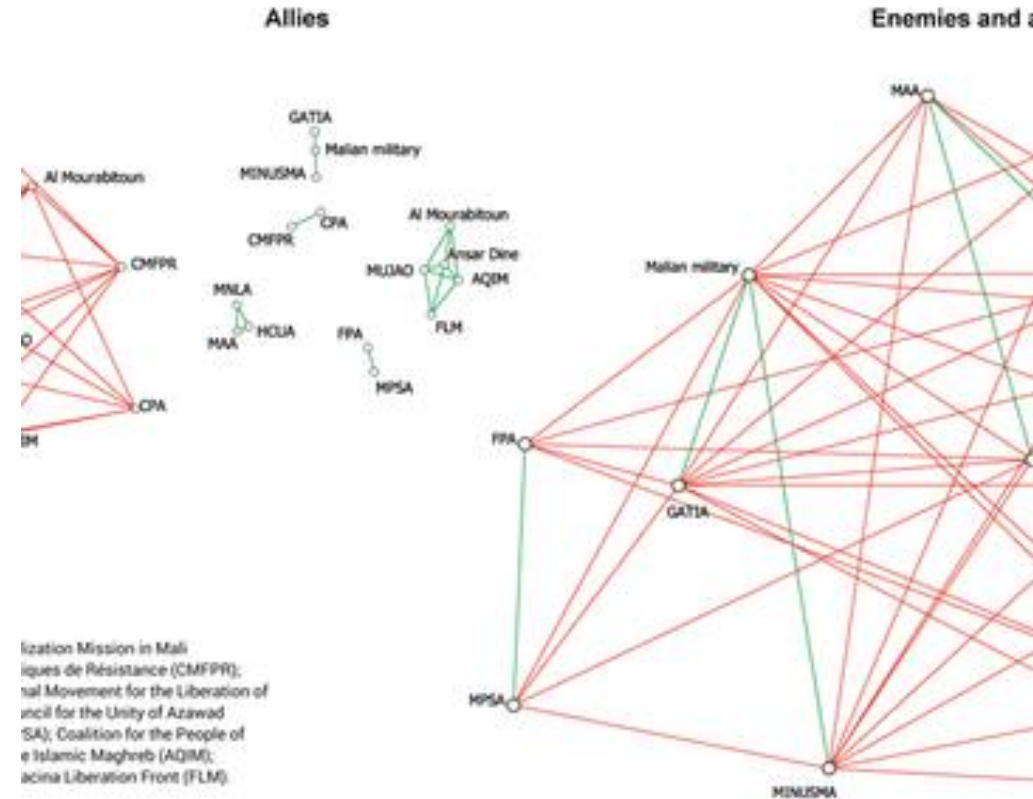 Allies
Enemies and a
MAA
GATIA
Malian military
MINUSMA
Al Mourabitoun
CPA
CMFPR
Al Mourabitoun
Ansar Dine
MUJAO
AQIM
FLM
CMFPR
MNLA
HCUA
MAA
FPA
MPSA
CPA
IM
O
Malian military
FPA
GATIA
MPSA
MINUSMA
lization Mission in Mali
iques de Résistance (CMFPR);
nal Movement for the Liberation of
uncil for the Unity of Azawad
PSA); Coalition for the People of
e Islamic Maghreb (AQIM);
acina Liberation Front (FLM)